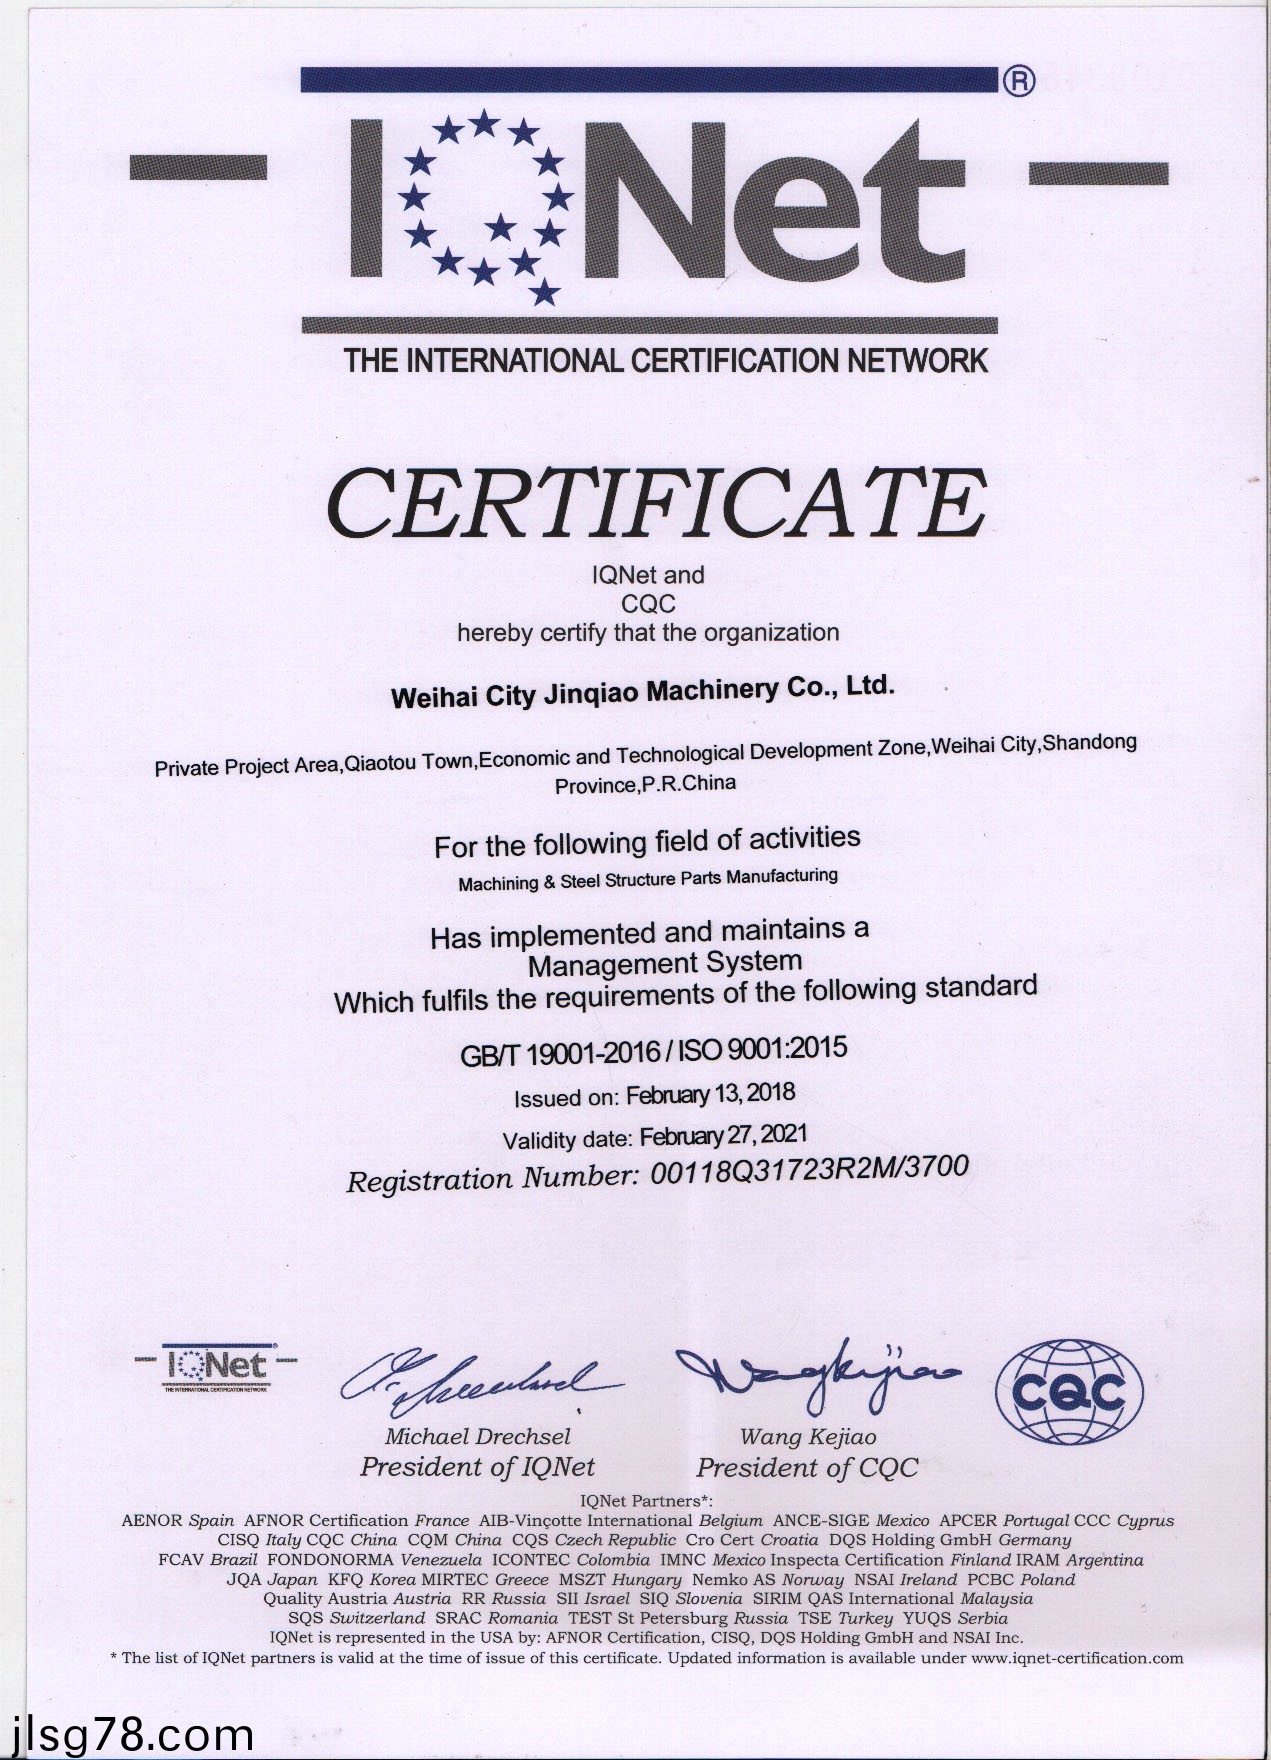 IQNet®
THE INTERNATIONAL CERTIFICATION NETWORK
CERTIFICATE
IQNet and
CQC
hereby certify that the organization
Weihai City Jinqiao Machinery Co., Ltd.
Private Project Area,Qiaotou Town,Economic and Technological Development Zone,Weihai City,Shandong
Province,P.R.China
For the following field of activities
Machining & Steel Structure Parts Manufacturing
Has implemented and maintains a
Management System
Which fulfils the requirements of the following standard
GB/T 19001-2016 / ISO 9001:2015
Issued on: February 13, 2018
Validity date: February 27, 2021
Registration Number: 00118Q31723R2M/3700
IQNet®
THE INTERNATIONAL CERTIFICATION NETWORK
CQC
Michael Drechsel
President of IQNet
Wang Kejiao
President of CQC
IQNet Partners*:
AENOR Spain AFNOR Certification France AIB-Vinçotte International Belgium ANCE-SIGE Mexico APCER Portugal CCC Cyprus
CISQ Italy CQC China CQM China CQS Czech Republic Cro Cert Croatia DQS Holding GmbH Germany
FCAV Brazil FONDONORMA Venezuela ICONTEC Colombia IMNC Mexico Inspecta Certification Finland IRAM Argentina
JQA Japan KFQ Korea MIRTEC Greece MSZT Hungary Nemko AS Norway NSAI Ireland PCBC Poland
Quality Austria Austria RR Russia SII Israel SIQ Slovenia SIRIM QAS International Malaysia
SQS Switzerland SRAC Romania TEST St Petersburg Russia TSE Turkey YUQS Serbia
IQNet is represented in the USA by: AFNOR Certification, CISQ, DQS Holding GmbH and NSAI Inc.
* The list of IQNet partners is valid at the time of issue of this certificate. Updated information is available under www.iqnet-certification.com
jlsg78.com